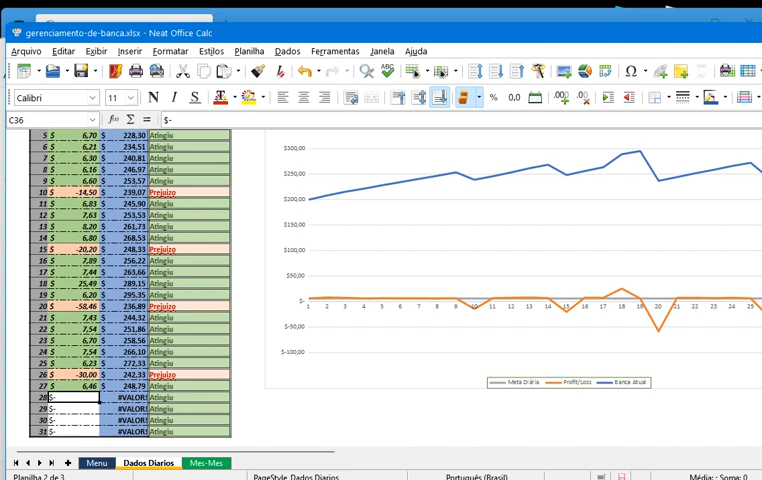 gerenciamento-de-banca.xlsx - Neat Office Calc
Arquivo Editar Exibir Inserir Formatar Estilos Planilha Dados Ferramentas Janela Ajuda
Calibri 11 N I S % 0,0
C36 $-
5 $ 6,70 $ 228,30 Atingiu
6 $ 6,21 $ 234,51 Atingiu
7 $ 6,30 $ 240,81 Atingiu
8 $ 6,16 $ 246,97 Atingiu
9 $ 6,60 $ 253,57 Atingiu
10 $ -14,50 $ 239,07 Prejuizo
11 $ 6,83 $ 245,90 Atingiu
12 $ 7,63 $ 253,53 Atingiu
13 $ 8,20 $ 261,73 Atingiu
14 $ 6,80 $ 268,53 Atingiu
15 $ -20,20 $ 248,33 Prejuizo
16 $ 7,89 $ 256,22 Atingiu
17 $ 7,44 $ 263,66 Atingiu
18 $ 25,49 $ 289,15 Atingiu
19 $ 6,20 $ 295,35 Atingiu
20 $ -58,46 $ 236,89 Prejuizo
21 $ 7,43 $ 244,32 Atingiu
22 $ 7,54 $ 251,86 Atingiu
23 $ 6,70 $ 258,56 Atingiu
24 $ 7,54 $ 266,10 Atingiu
25 $ 6,23 $ 272,33 Atingiu
26 $ -30,00 $ 242,33 Prejuizo
27 $ 6,46 $ 248,79 Atingiu
28 $- #VALOR! Atingiu
29 $- #VALOR! Atingiu
30 $- #VALOR! Atingiu
31 $- #VALOR! Atingiu
$300,00
$250,00
$200,00
$150,00
$100,00
$50,00
$-
1 2 3 4 5 6 7 8 9 10 11 12 13 14 15 16 17 18 19 20 21 22 23 24 25
$-50,00
$-100,00
Meta Diária Profit/Loss Banca Atual
Menu Dados Diarios Mes-Mes
Planilha 2 de 3 PageStyle_Dados Diarios Português (Brasil) Média: ; Soma: 0